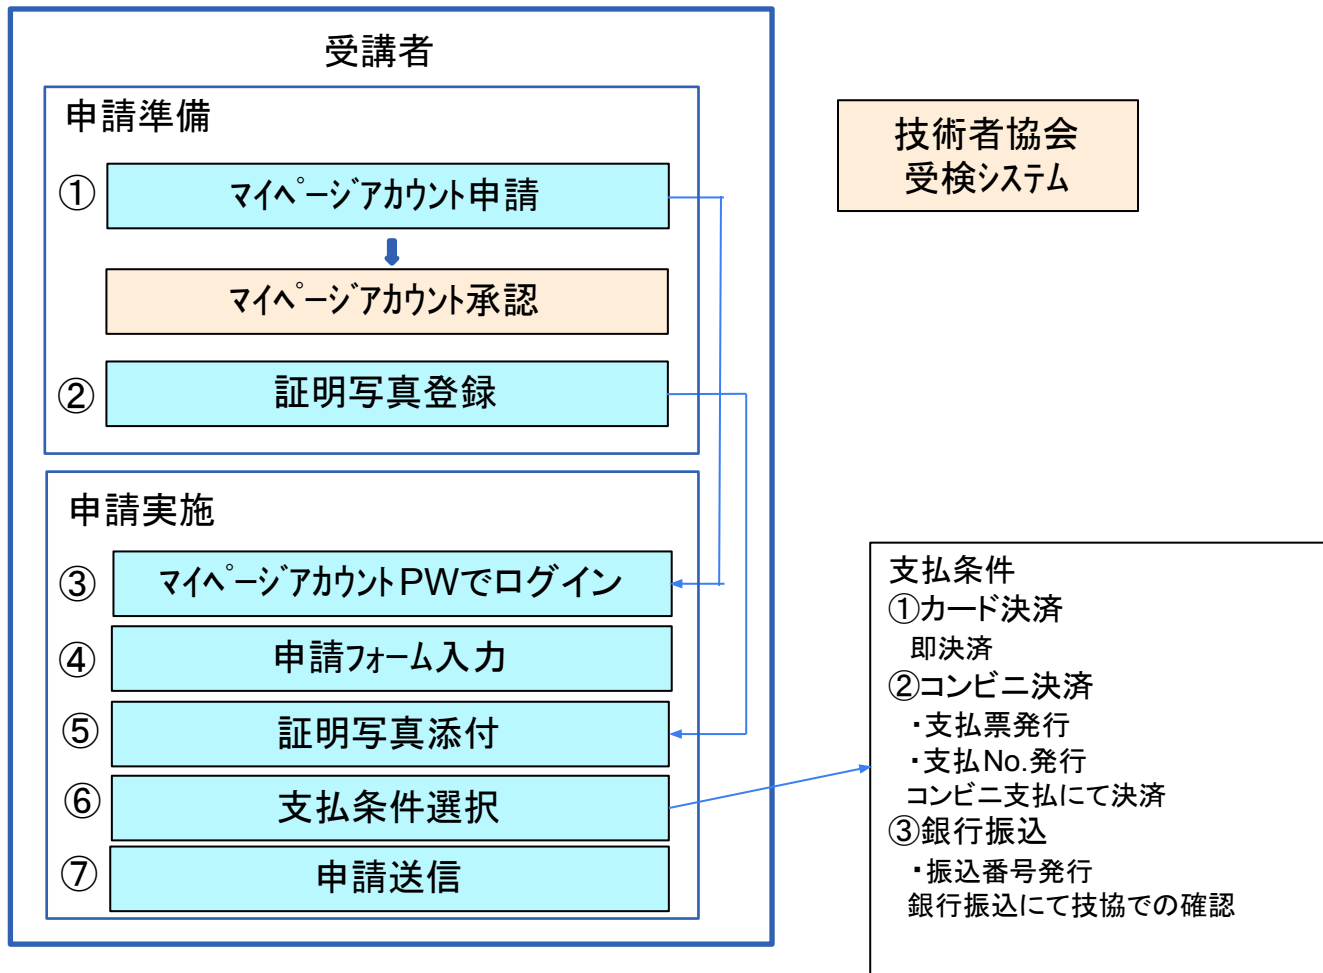 受講者
申請準備
① マイページアカウント申請
マイページアカウント承認
② 証明写真登録
技術者協会
受検システム
申請実施
③ マイページアカウントPWでログイン
④ 申請フォーム入力
⑤ 証明写真添付
⑥ 支払条件選択
⑦ 申請送信
支払条件
①カード決済
即決済
②コンビニ決済
・支払票発行
・支払No.発行
コンビニ支払にて決済
③銀行振込
・振込番号発行
銀行振込にて技協での確認